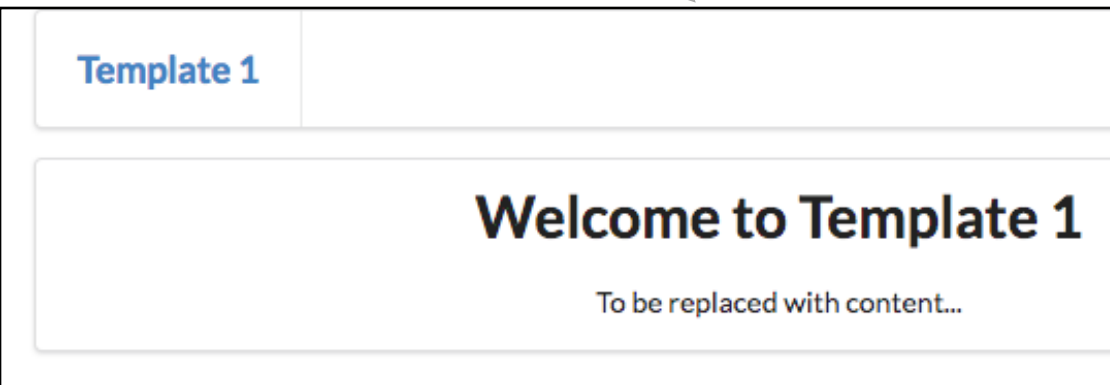 Template 1
Welcome to Template 1
To be replaced with content...